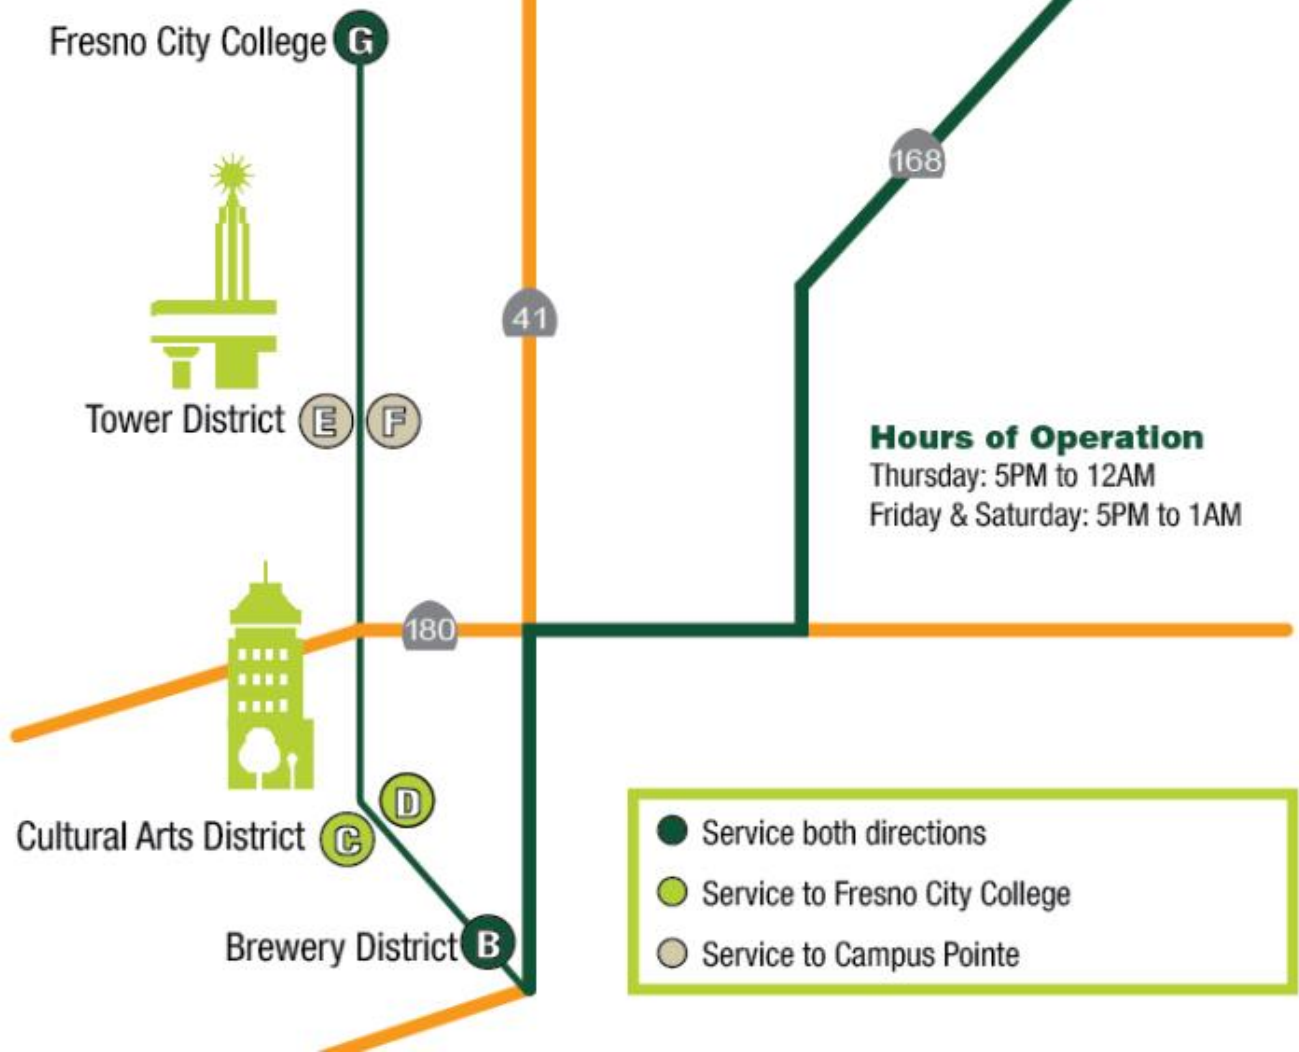 Fresno City College G
168
41
Tower District E F
Hours of Operation
Thursday: 5PM to 12AM
Friday & Saturday: 5PM to 1AM
180
D
Cultural Arts District C
Brewery District B
Service both directions
Service to Fresno City College
Service to Campus Pointe